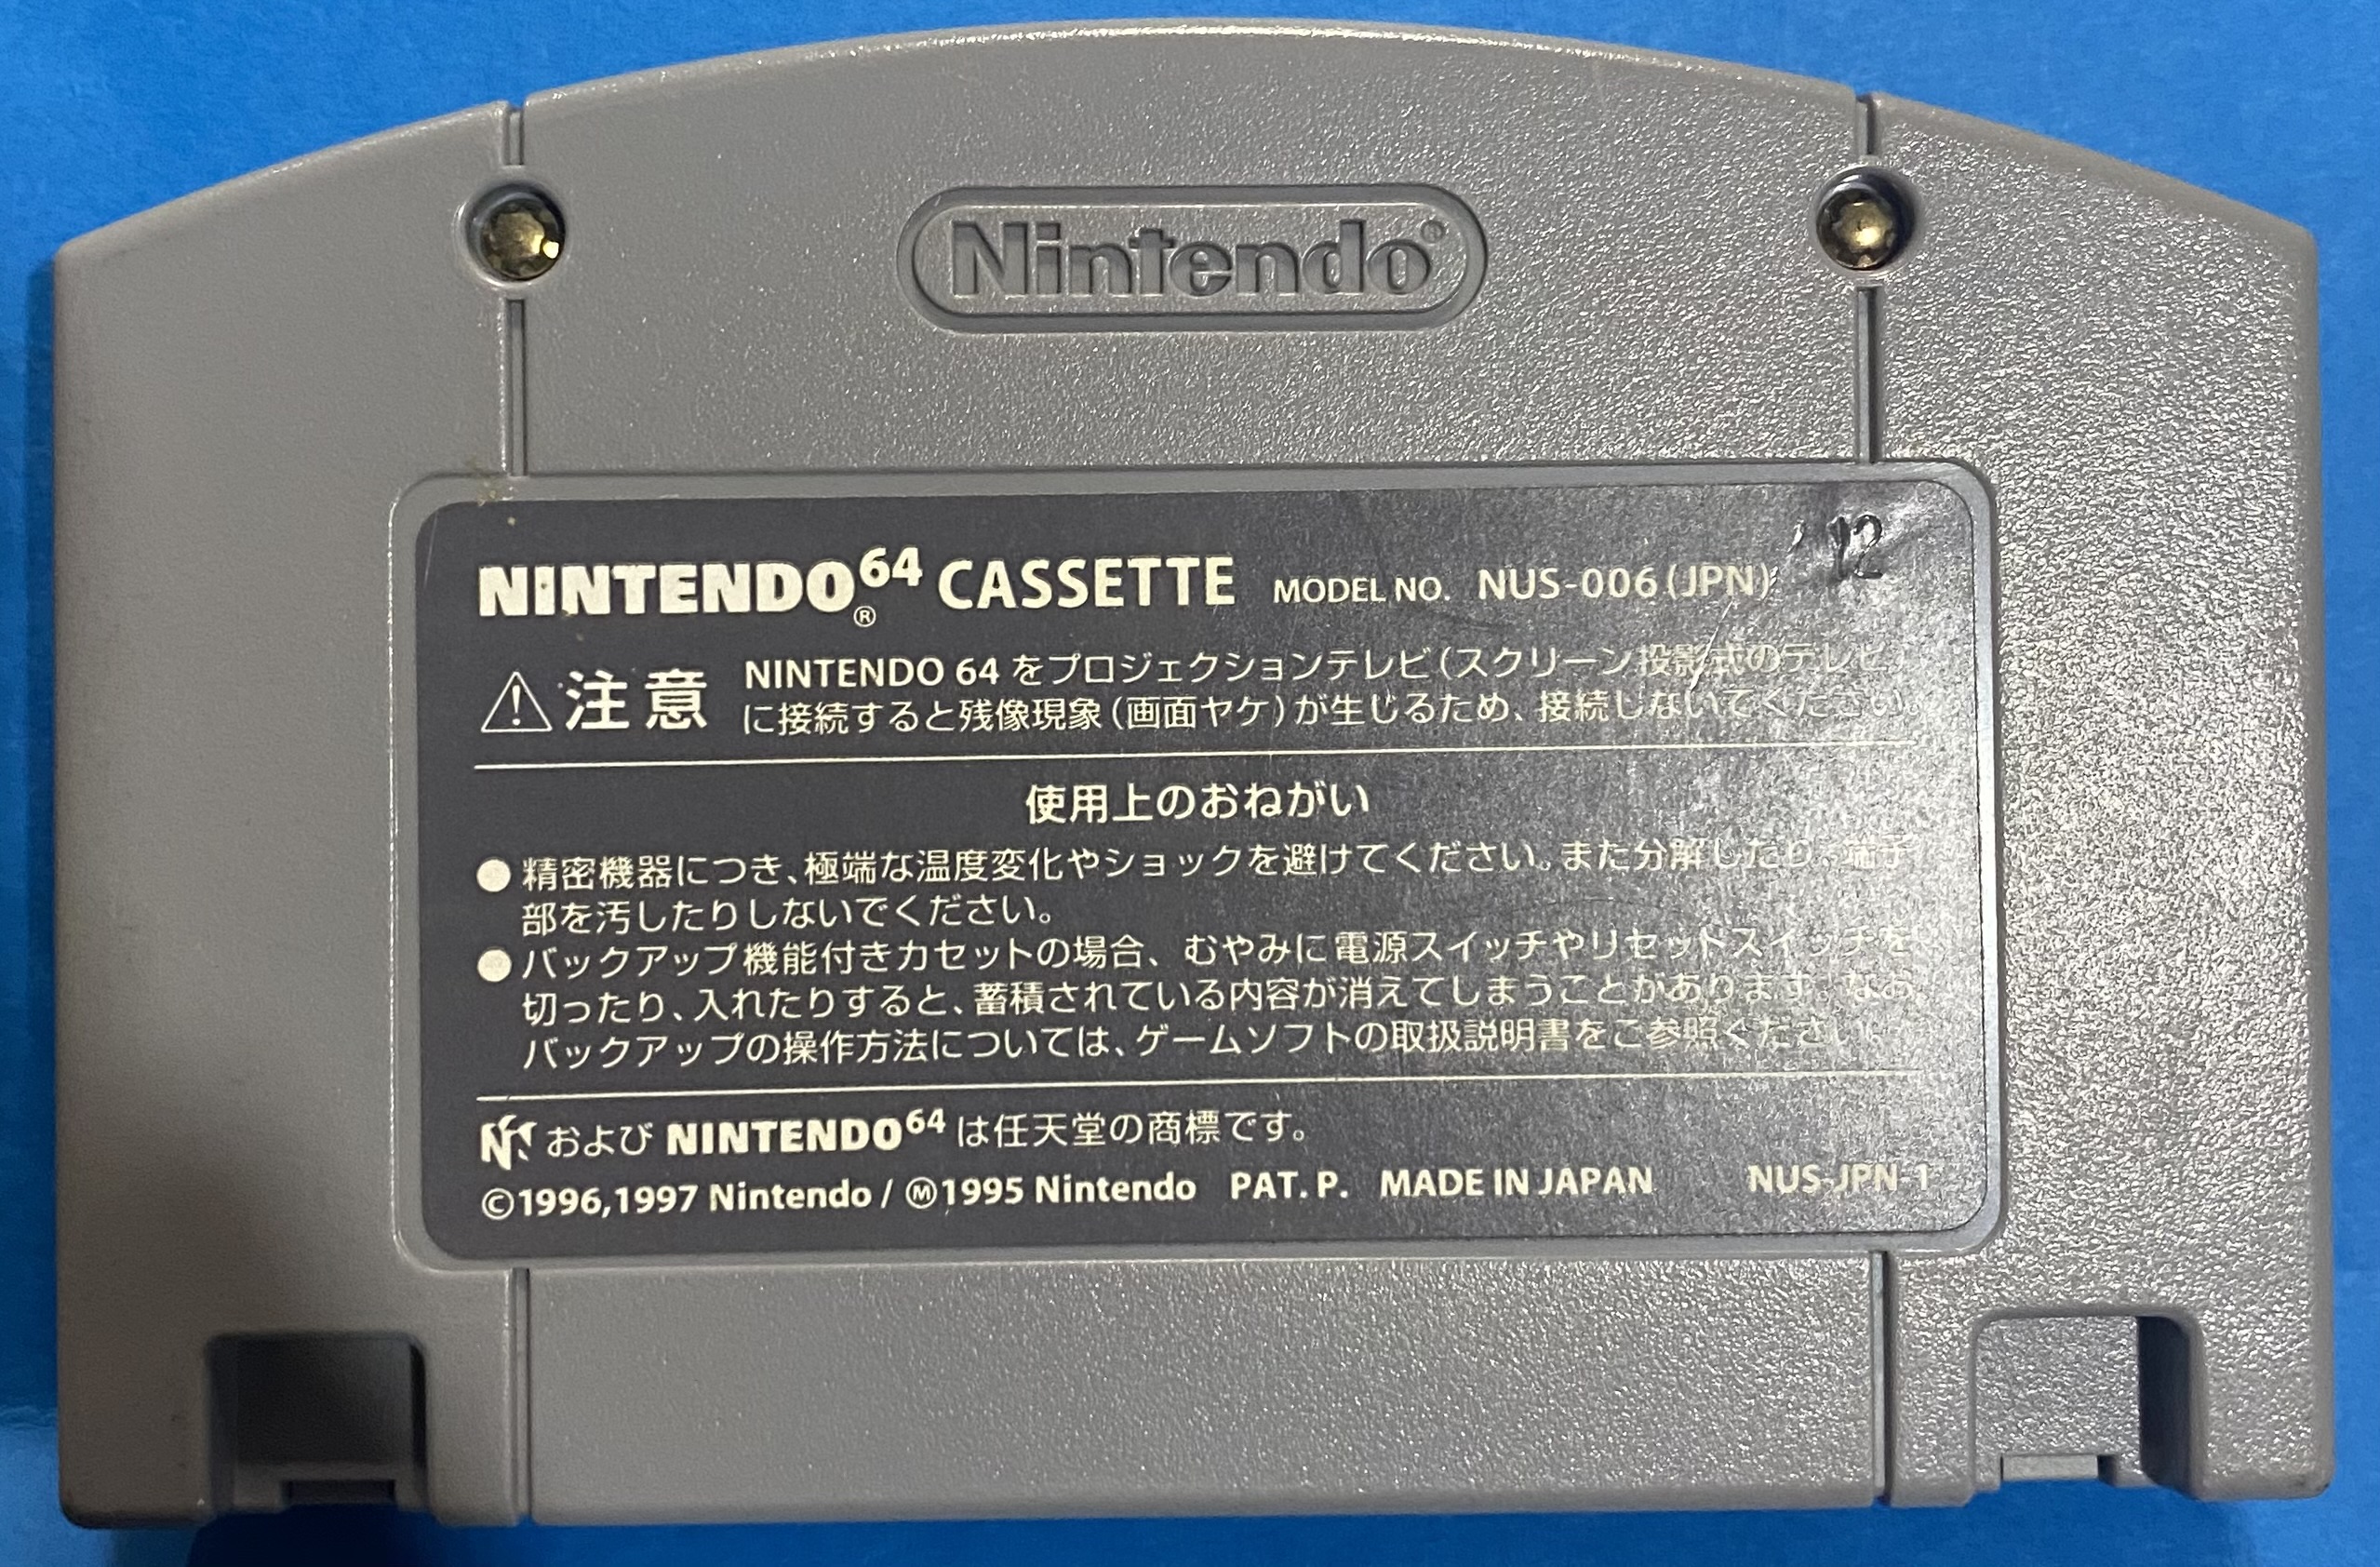 Nintendo®
NINTENDO64® CASSETTE MODEL NO. NUS-006(JPN) '12
⚠注意 NINTENDO 64 をプロジェクションテレビ(スクリーン投影式のテレビ)
に接続すると残像現象(画面ヤケ)が生じるため、接続しないでください。
使用上のおねがい
●精密機器につき、極端な温度変化やショックを避けてください。また分解したり、端子
部を汚したりしないでください。
●バックアップ機能付きカセットの場合、むやみに電源スイッチやリセットスイッチを
切ったり、入れたりすると、蓄積されている内容が消えてしまうことがあります。なお
バックアップの操作方法については、ゲームソフトの取扱説明書をご参照ください。
および NINTENDO64 は任天堂の商標です。
©1996,1997 Nintendo / Ⓜ1995 Nintendo PAT. P. MADE IN JAPAN NUS-JPN-1